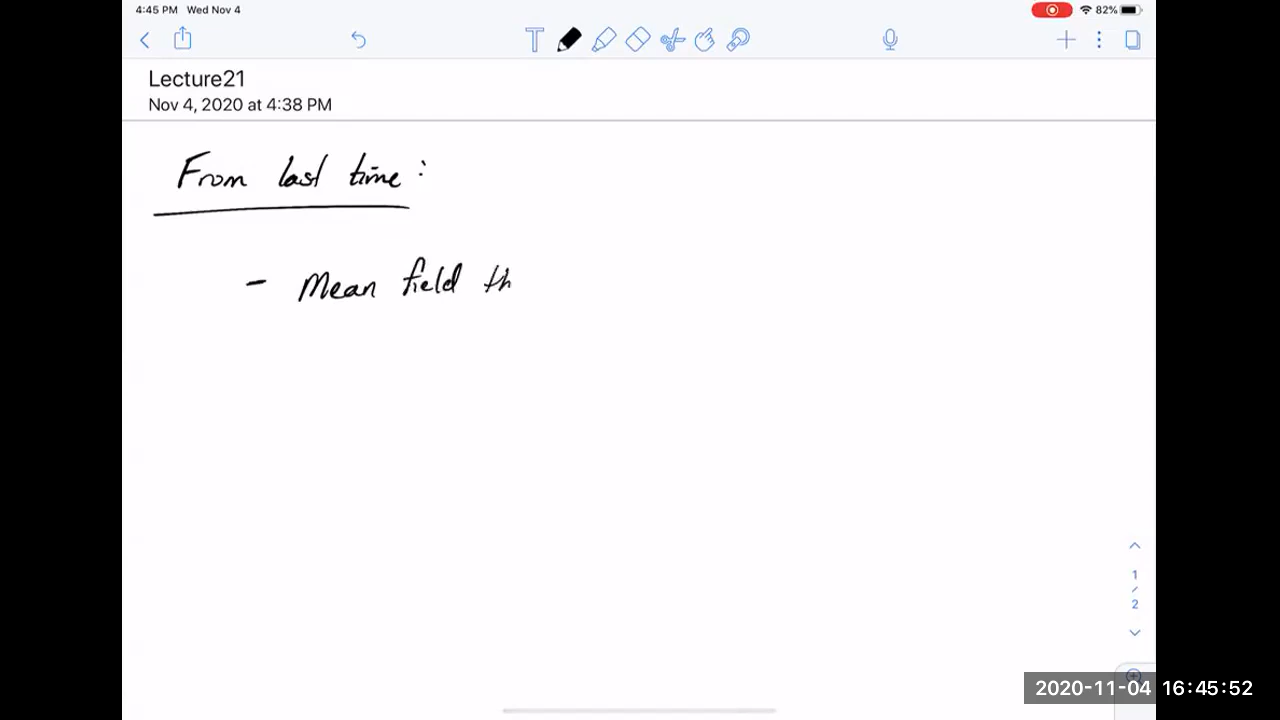 4:45 PM Wed Nov 4
82%
Lecture21
Nov 4, 2020 at 4:38 PM
From last time:
- Mean field th
1
/
2
2020-11-04 16:45:52